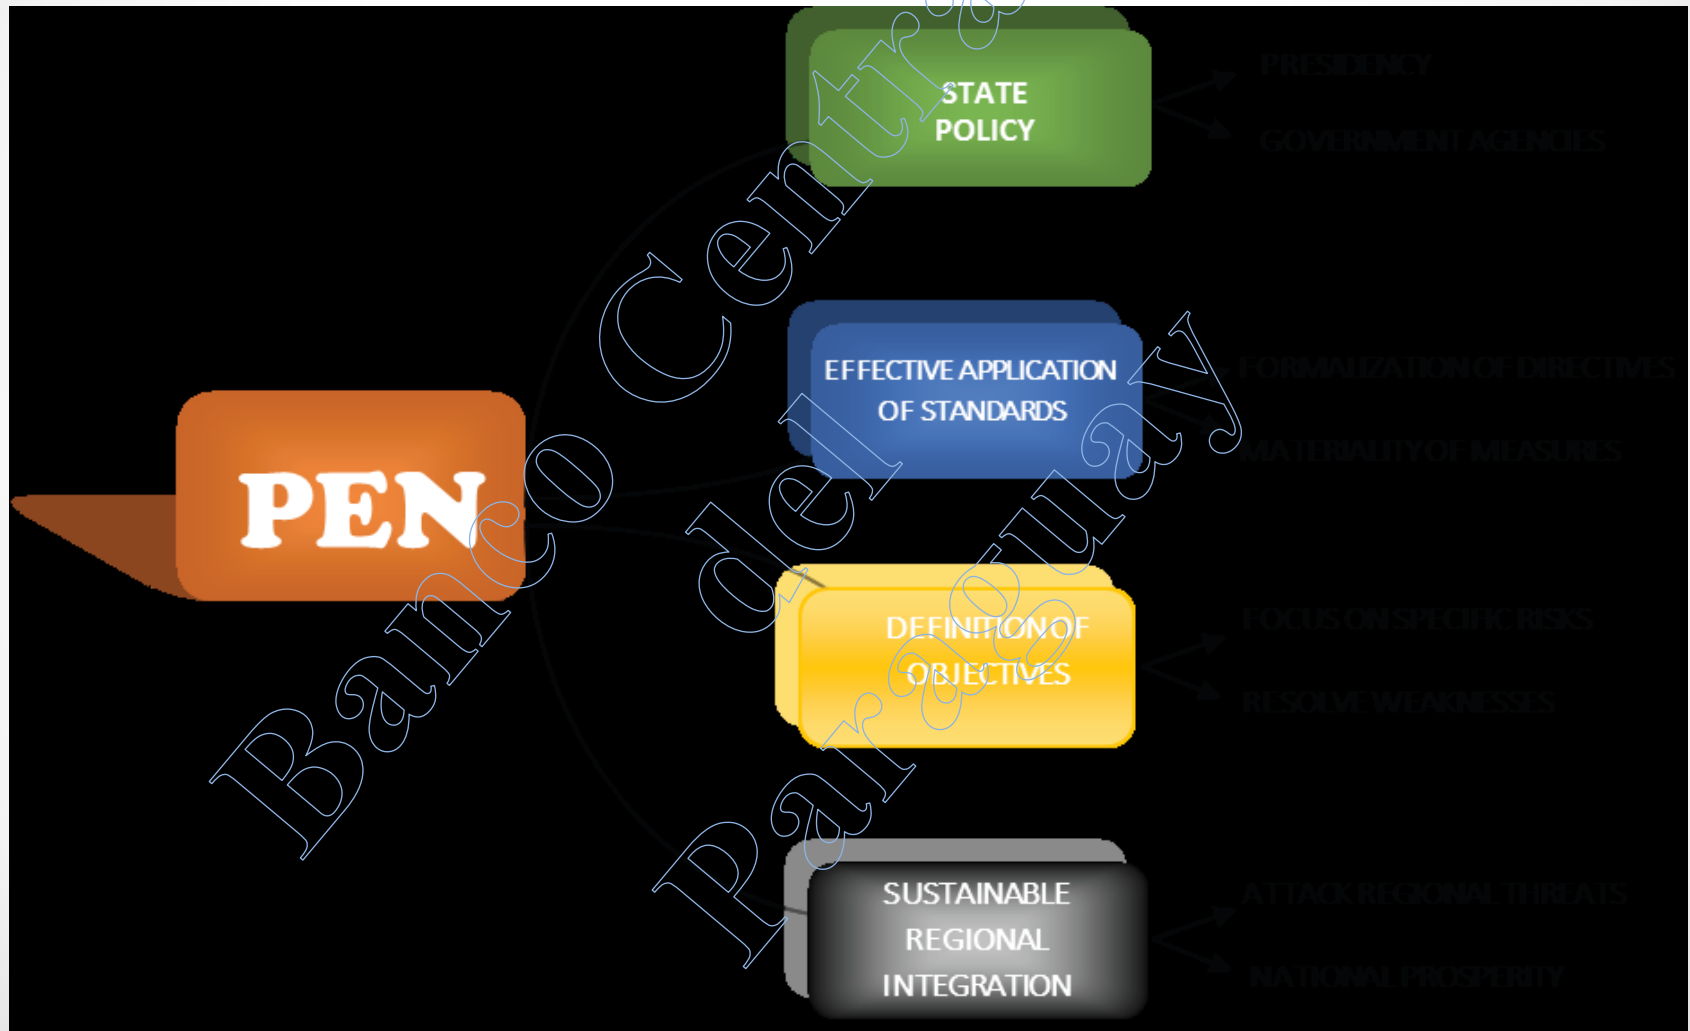 PEN
STATE
POLICY
PRESIDENCY
GOVERNMENT AGENCIES
EFFECTIVE APPLICATION
OF STANDARDS
FORMALIZATION OF DIRECTIVES
MATERIALITY OF MEASURES
DEFINITION OF
OBJECTIVES
FOCUS ON SPECIFIC RISKS
RESOLVE WEAKNESSES
SUSTAINABLE
REGIONAL
INTEGRATION
ATTACK REGIONAL THREATS
NATIONAL PROSPERITY
Banco Centra
del
Paraguay